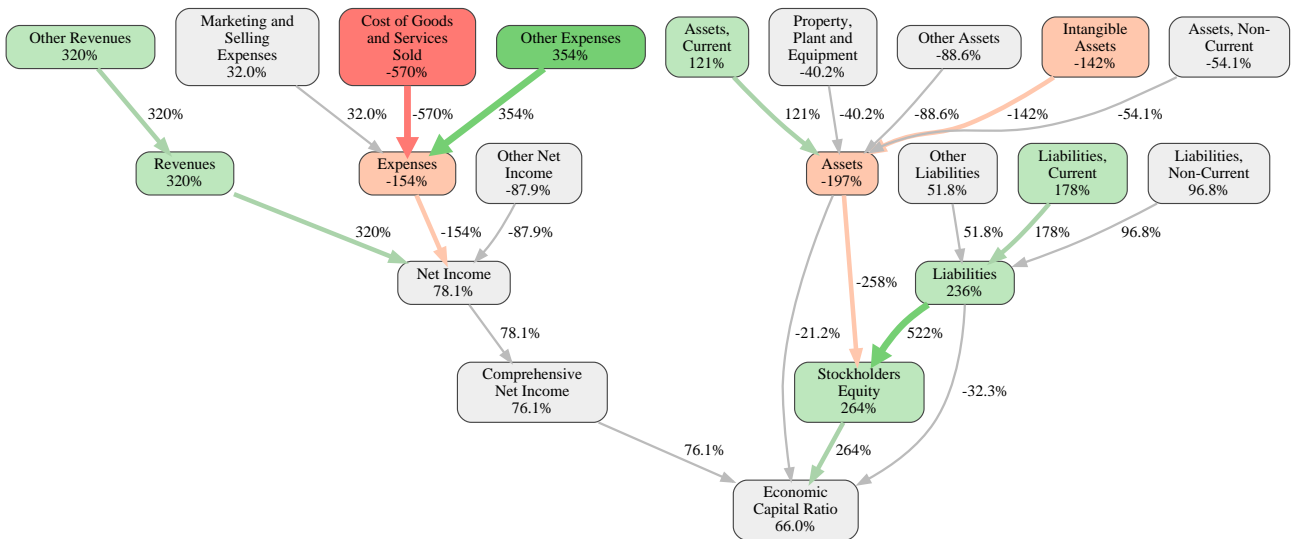 Other Revenues
320%
Marketing and
Selling
Expenses
32.0%
Cost of Goods
and Services
Sold
-570%
Other Expenses
354%
Assets,
Current
121%
Property,
Plant and
Equipment
-40.2%
Other Assets
-88.6%
Intangible
Assets
-142%
Assets, Non-
Current
-54.1%
320%
32.0%
-570%
354%
121%
-40.2%
-88.6%
-142%
-54.1%
Revenues
320%
Expenses
-154%
Other Net
Income
-87.9%
Assets
-197%
Other
Liabilities
51.8%
Liabilities,
Current
178%
Liabilities,
Non-Current
96.8%
320%
-154%
-87.9%
51.8%
178%
96.8%
Net Income
78.1%
Liabilities
236%
78.1%
-21.2%
-258%
522%
-32.3%
Comprehensive
Net Income
76.1%
Stockholders
Equity
264%
76.1%
264%
Economic
Capital Ratio
66.0%